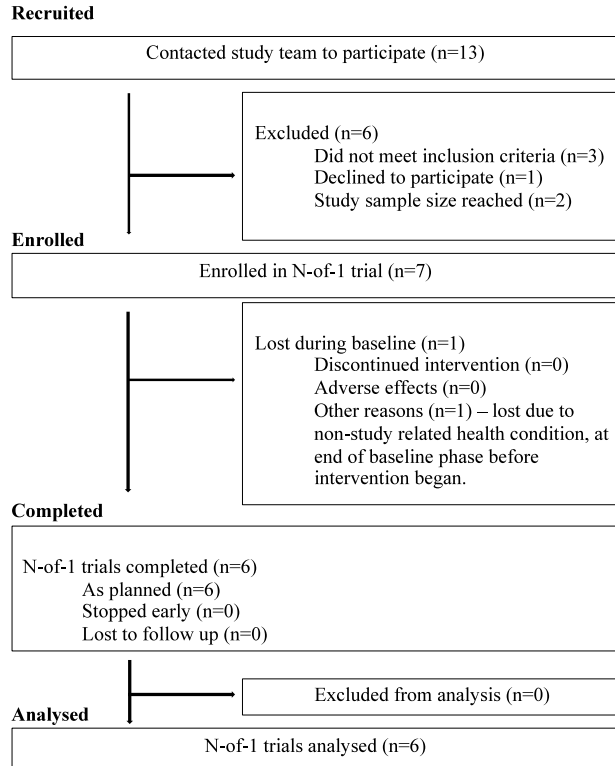 Recruited
Contacted study team to participate (n=13)
Excluded (n=6)
Did not meet inclusion criteria (n=3)
Declined to participate (n=1)
Study sample size reached (n=2)
Enrolled
Enrolled in N-of-1 trial (n=7)
Lost during baseline (n=1)
Discontinued intervention (n=0)
Adverse effects (n=0)
Other reasons (n=1) – lost due to
non-study related health condition, at
end of baseline phase before
intervention began.
Completed
N-of-1 trials completed (n=6)
As planned (n=6)
Stopped early (n=0)
Lost to follow up (n=0)
Excluded from analysis (n=0)
Analysed
N-of-1 trials analysed (n=6)